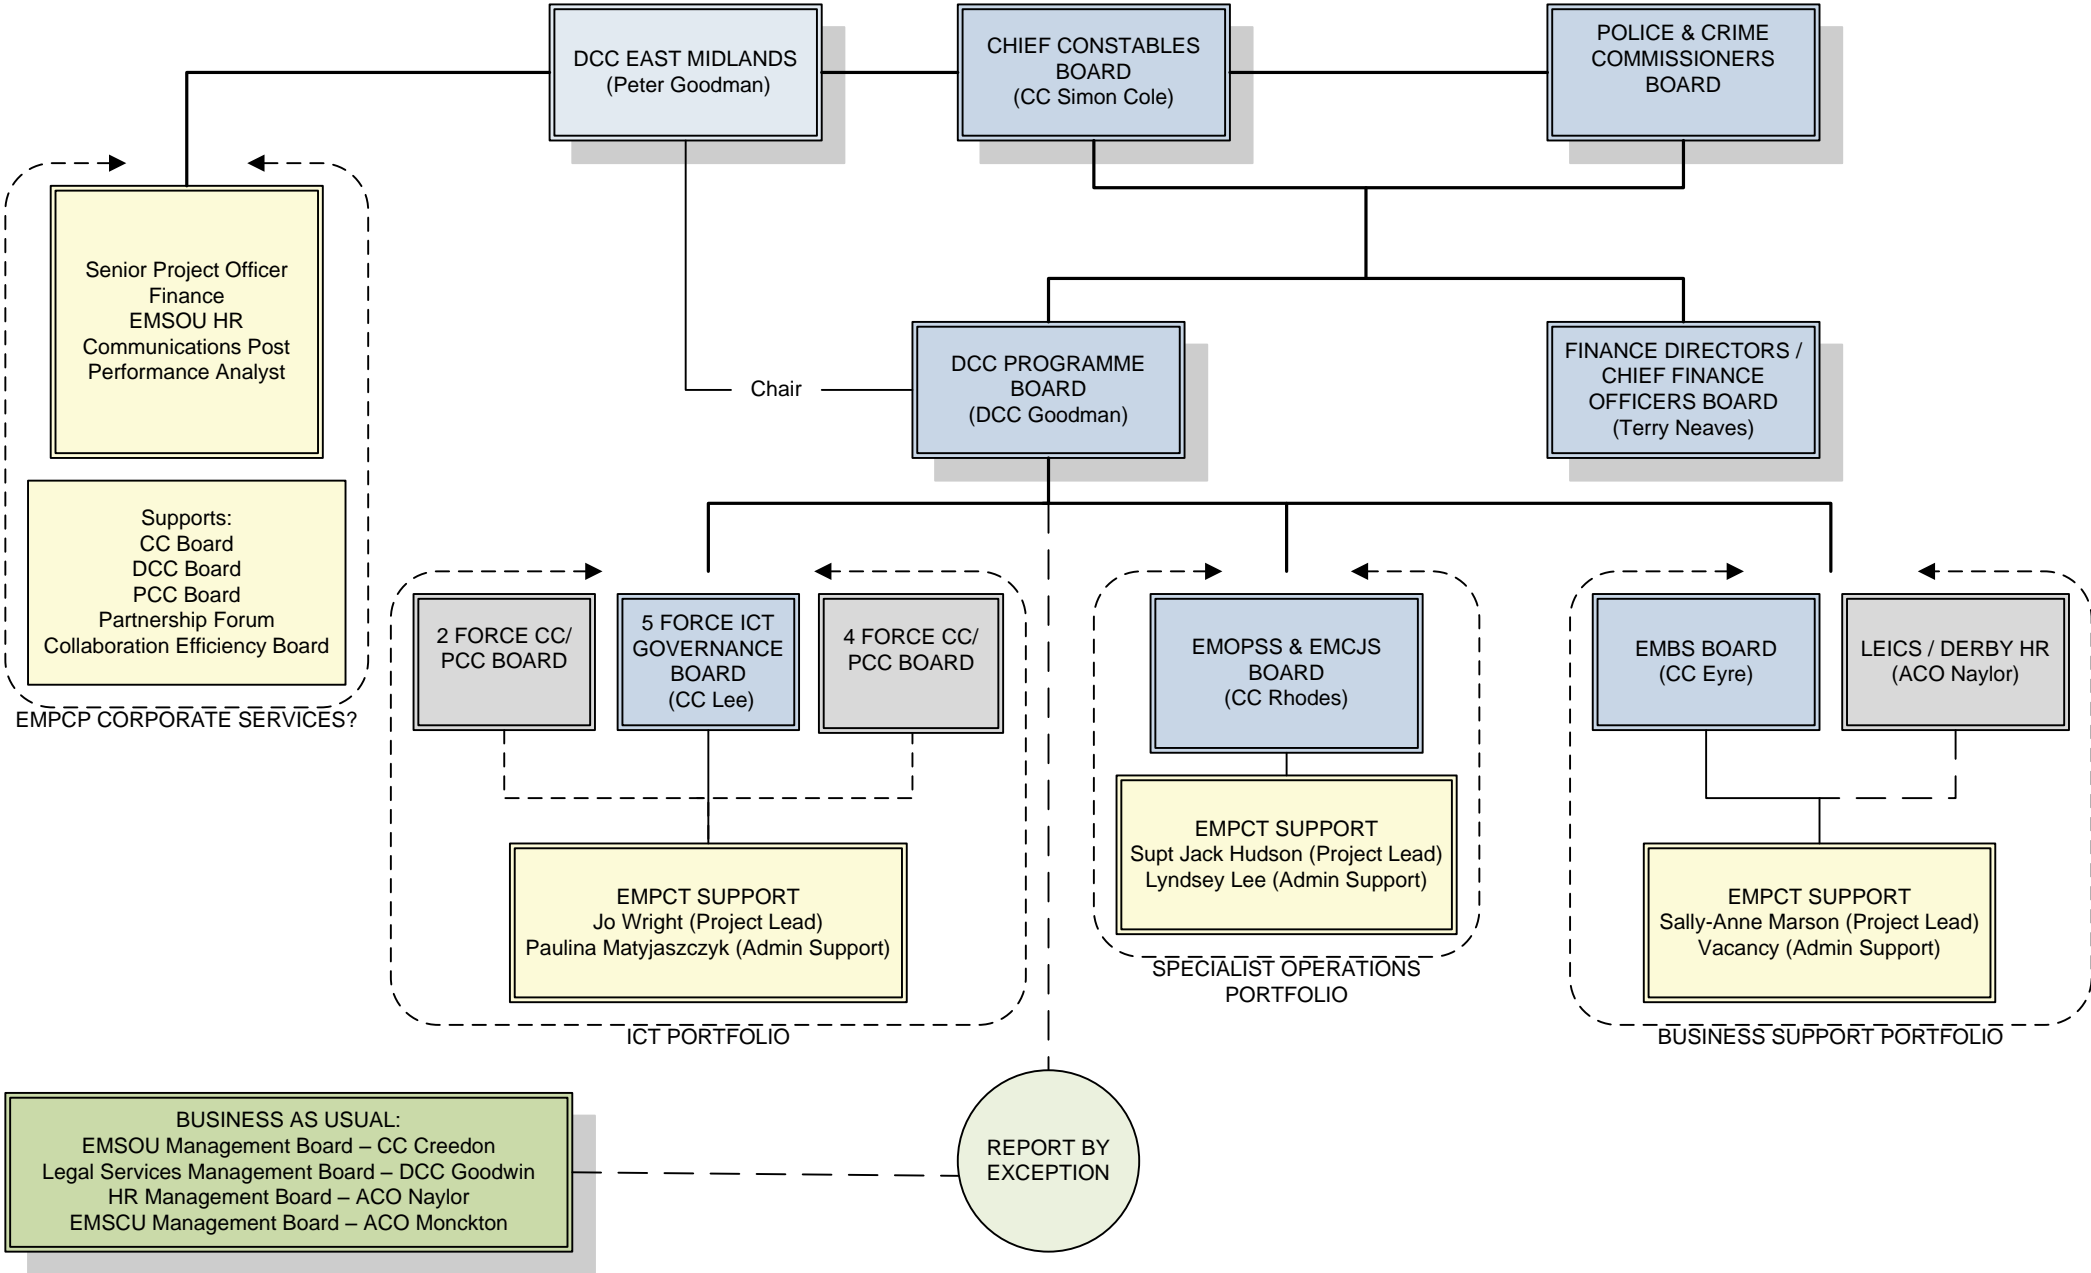 DCC EAST MIDLANDS
(Peter Goodman)
CHIEF CONSTABLES
BOARD
(CC Simon Cole)
POLICE & CRIME
COMMISSIONERS
BOARD
Senior Project Officer
Finance
EMSOU HR
Communications Post
Performance Analyst
Supports:
CC Board
DCC Board
PCC Board
Partnership Forum
Collaboration Efficiency Board
EMPCP CORPORATE SERVICES?
Chair
DCC PROGRAMME
BOARD
(DCC Goodman)
FINANCE DIRECTORS /
CHIEF FINANCE
OFFICERS BOARD
(Terry Neaves)
2 FORCE CC/
PCC BOARD
5 FORCE ICT
GOVERNANCE
BOARD
(CC Lee)
4 FORCE CC/
PCC BOARD
EMPCT SUPPORT
Jo Wright (Project Lead)
Paulina Matyjaszczyk (Admin Support)
ICT PORTFOLIO
EMOPSS & EMCJS
BOARD
(CC Rhodes)
EMPCT SUPPORT
Supt Jack Hudson (Project Lead)
Lyndsey Lee (Admin Support)
SPECIALIST OPERATIONS
PORTFOLIO
EMBS BOARD
(CC Eyre)
LEICS / DERBY HR
(ACO Naylor)
EMPCT SUPPORT
Sally-Anne Marson (Project Lead)
Vacancy (Admin Support)
BUSINESS SUPPORT PORTFOLIO
BUSINESS AS USUAL:
EMSOU Management Board – CC Creedon
Legal Services Management Board – DCC Goodwin
HR Management Board – ACO Naylor
EMSCU Management Board – ACO Monckton
REPORT BY
EXCEPTION